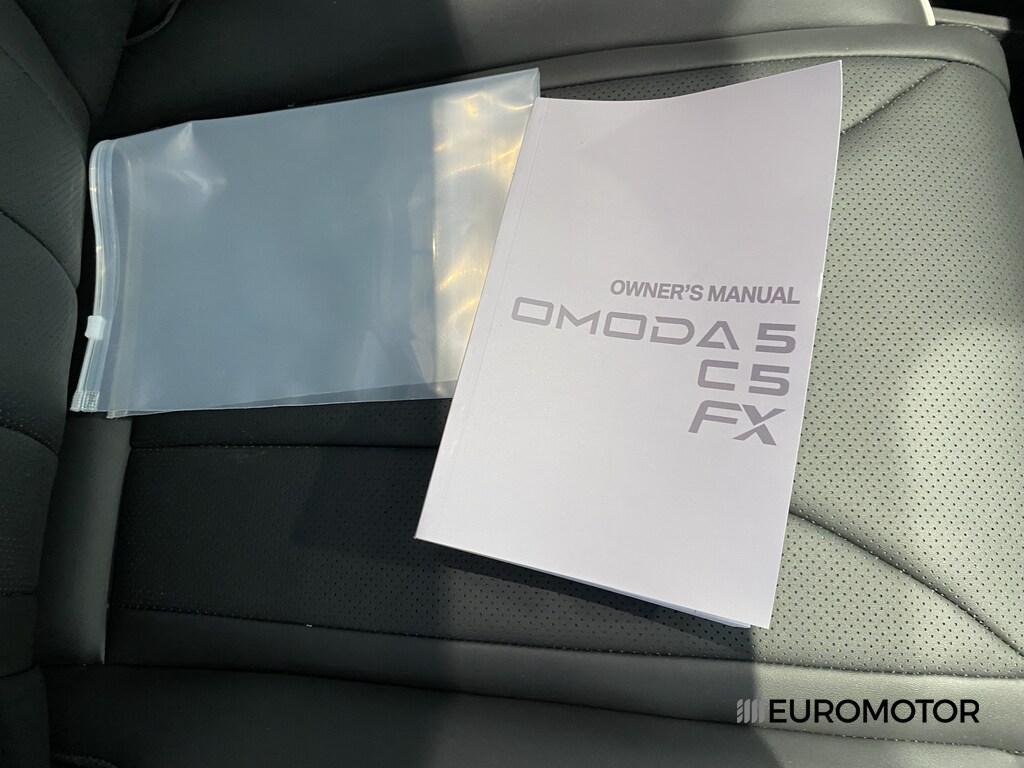 OWNER'S MANUAL
OMODA 5
C5
FX
EUROMOTOR